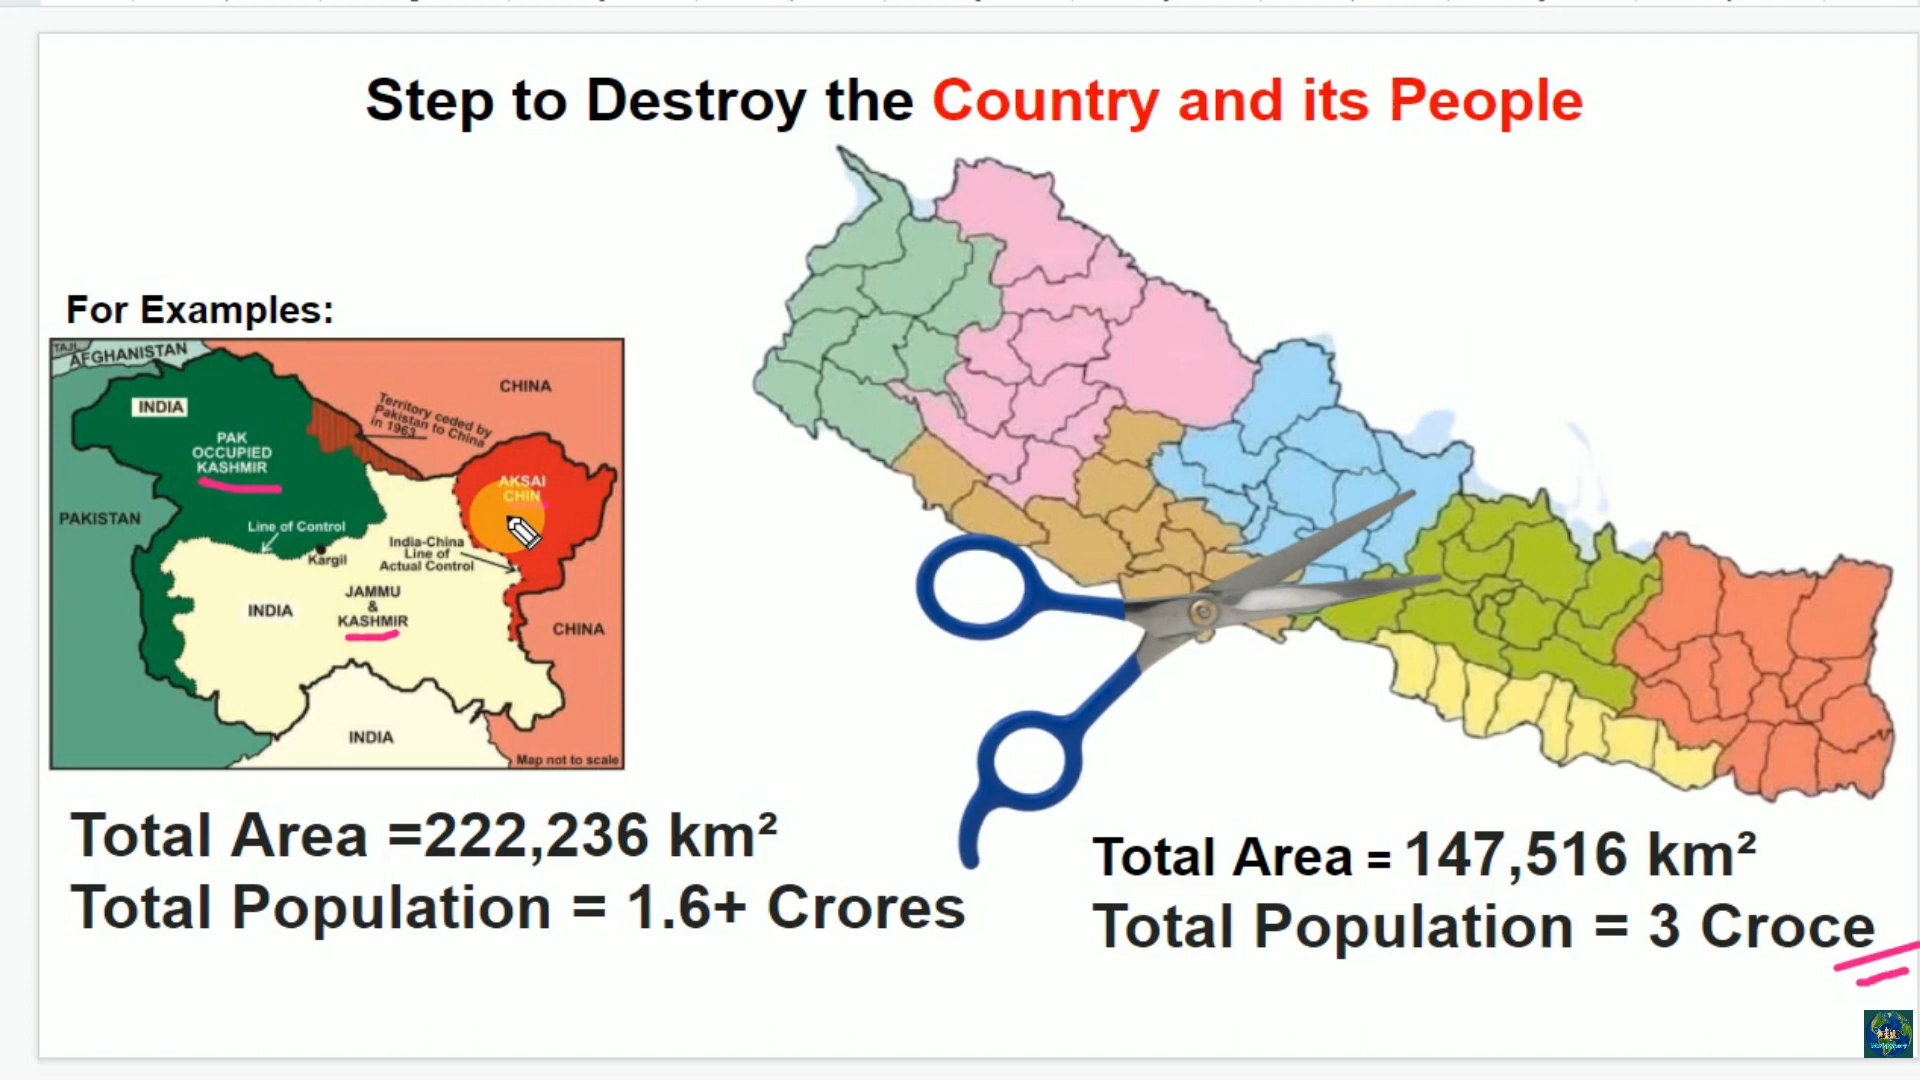 Step to Destroy the Country and its People
For Examples:
TAJI.
AFGHANISTAN
CHINA
INDIA
Territory ceded by
Pakistan to China
in 1963
PAK
OCCUPIED
KASHMIR
AKSAI
CHIN
PAKISTAN
Line of Control
Kargil
India-China
Line of
Actual Control
JAMMU
&
KASHMIR
INDIA
CHINA
INDIA
Map not to scale
Total Area =222,236 km²
Total Population = 1.6+ Crores
Total Area = 147,516 km²
Total Population = 3 Croce